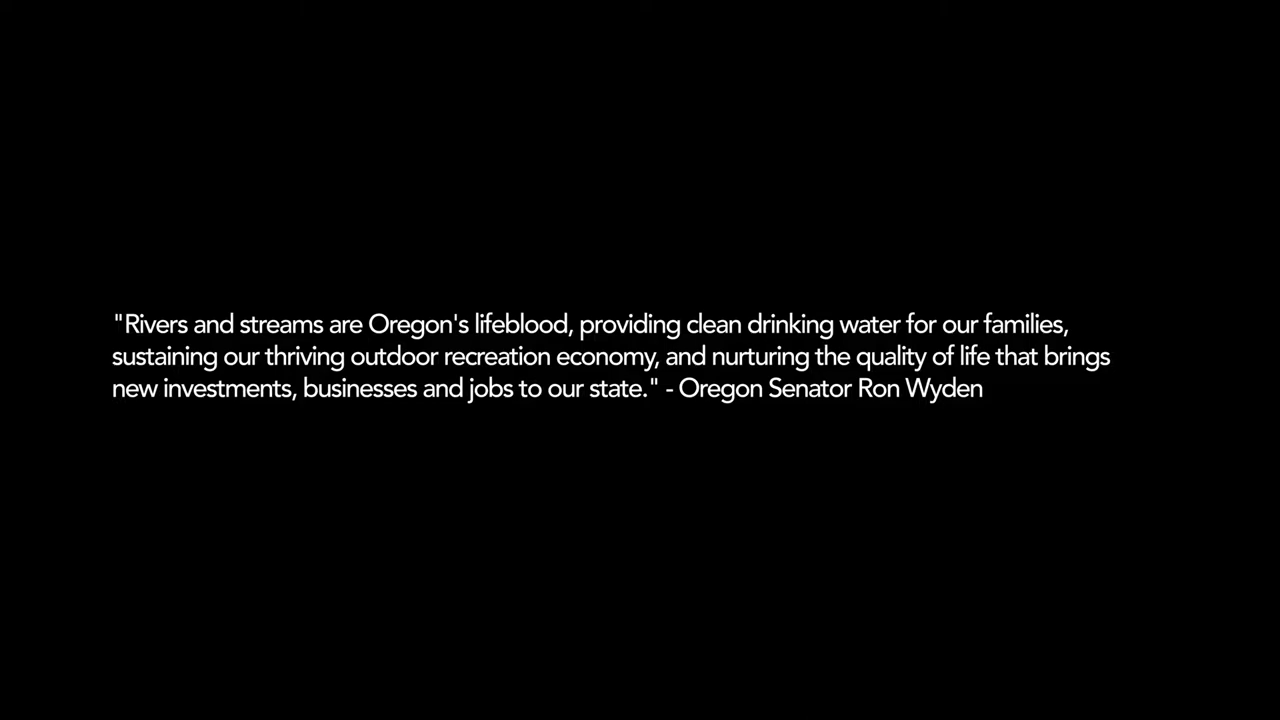 "Rivers and streams are Oregon's lifeblood, providing clean drinking water for our families,
sustaining our thriving outdoor recreation economy, and nurturing the quality of life that brings
new investments, businesses and jobs to our state." - Oregon Senator Ron Wyden